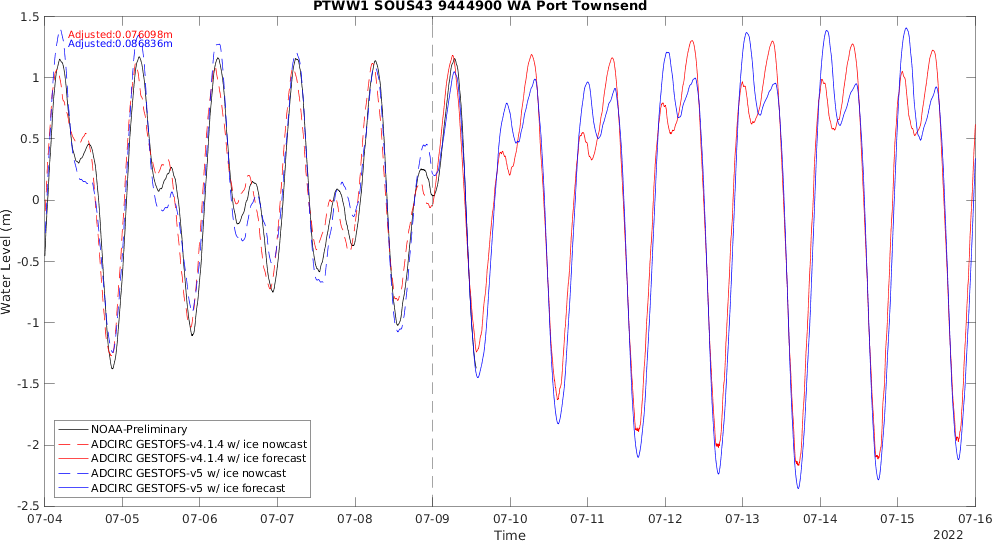 PTWW1 SOUS43 9444900 WA Port Townsend
Adjusted:0.076098m
Adjusted:0.086836m
1.5
1
0.5
0
-0.5
-1
-1.5
-2
-2.5
Water Level (m)
NOAA-Preliminary
ADCIRC GESTOFS-v4.1.4 w/ ice nowcast
ADCIRC GESTOFS-v4.1.4 w/ ice forecast
ADCIRC GESTOFS-v5 w/ ice nowcast
ADCIRC GESTOFS-v5 w/ ice forecast
07-04 07-05 07-06 07-07 07-08 07-09 07-10 07-11 07-12 07-13 07-14 07-15 07-16
Time
2022